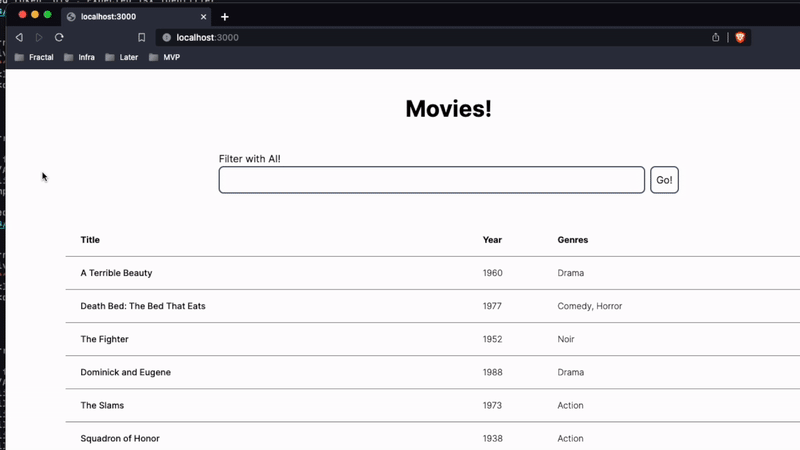 localhost:3000
localhost:3000
Fractal Infra Later MVP
Movies!
Filter with AI!
Go!
Title Year Genres
A Terrible Beauty 1960 Drama
Death Bed: The Bed That Eats 1977 Comedy, Horror
The Fighter 1952 Noir
Dominick and Eugene 1988 Drama
The Slams 1973 Action
Squadron of Honor 1938 Action